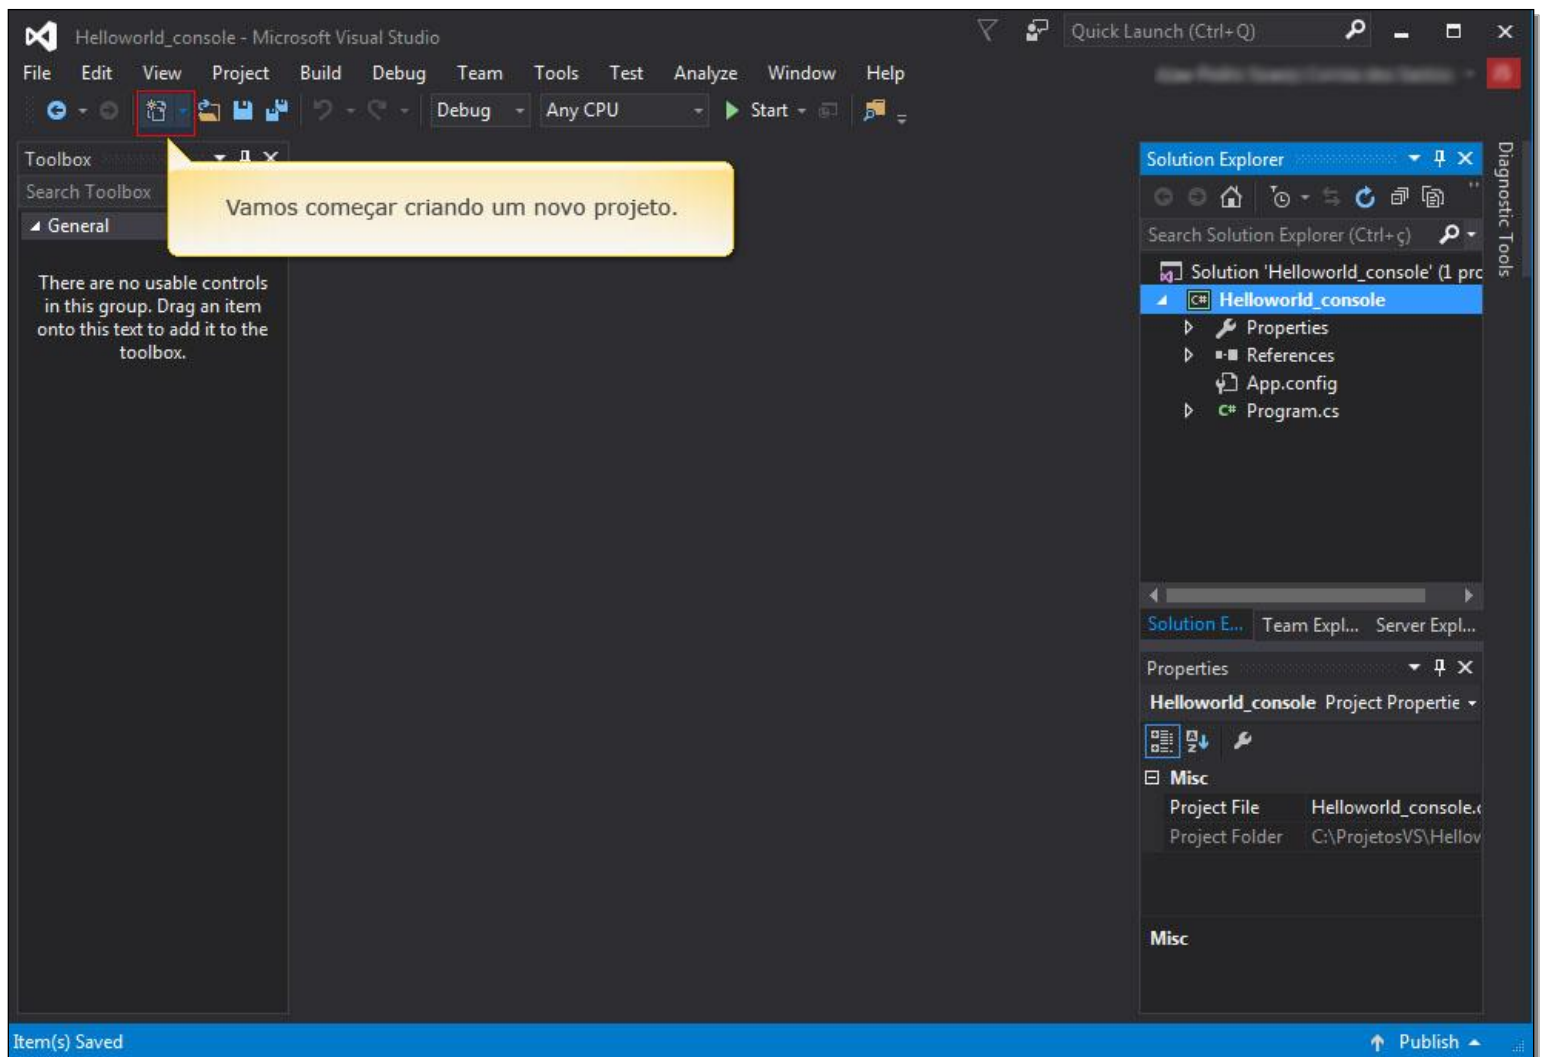 Helloworld_console - Microsoft Visual Studio
Quick Launch (Ctrl+Q)
File Edit View Project Build Debug Team Tools Test Analyze Window Help
Debug Any CPU Start
Toolbox
Search Toolbox
General
There are no usable controls
in this group. Drag an item
onto this text to add it to the
toolbox.
Vamos começar criando um novo projeto.
Solution Explorer
Search Solution Explorer (Ctrl+ç)
Solution 'Helloworld_console' (1 prc
C# Helloworld_console
Properties
References
App.config
C# Program.cs
Solution E... Team Expl... Server Expl...
Properties
Helloworld_console Project Propertie
Misc
Project File Helloworld_console.c
Project Folder C:\ProjetosVS\Hellov
Misc
Diagnostic Tools
Item(s) Saved
Publish